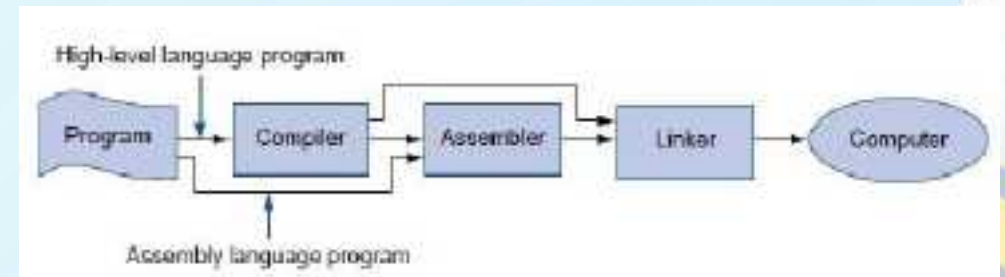 High-level language program
Program
Compiler
Assembler
Linker
Computer
Assembly language program